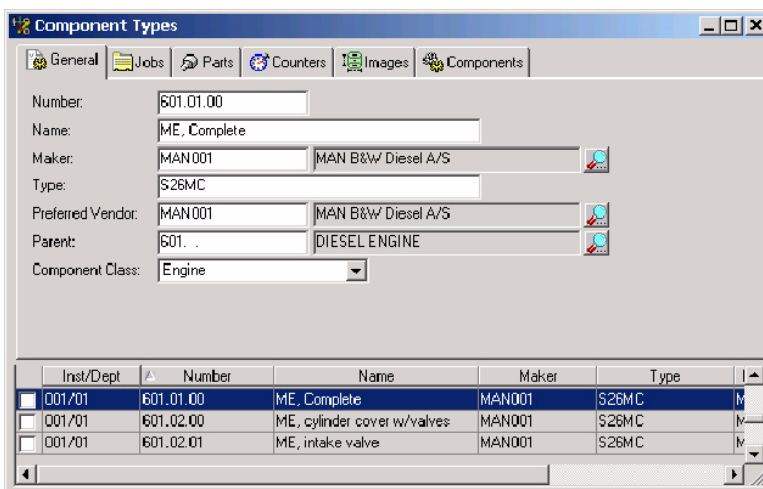 Component Types
General Jobs Parts Counters Images Components
Number: 601.01.00
Name: ME, Complete
Maker: MAN001 MAN B&W Diesel A/S
Type: S26MC
Preferred Vendor: MAN001 MAN B&W Diesel A/S
Parent: 601. . DIESEL ENGINE
Component Class: Engine
Inst/Dept Number Name Maker Type
001/01 601.01.00 ME, Complete MAN001 S26MC M
001/01 601.02.00 ME, cylinder cover w/valves MAN001 S26MC M
001/01 601.02.01 ME, intake valve MAN001 S26MC M